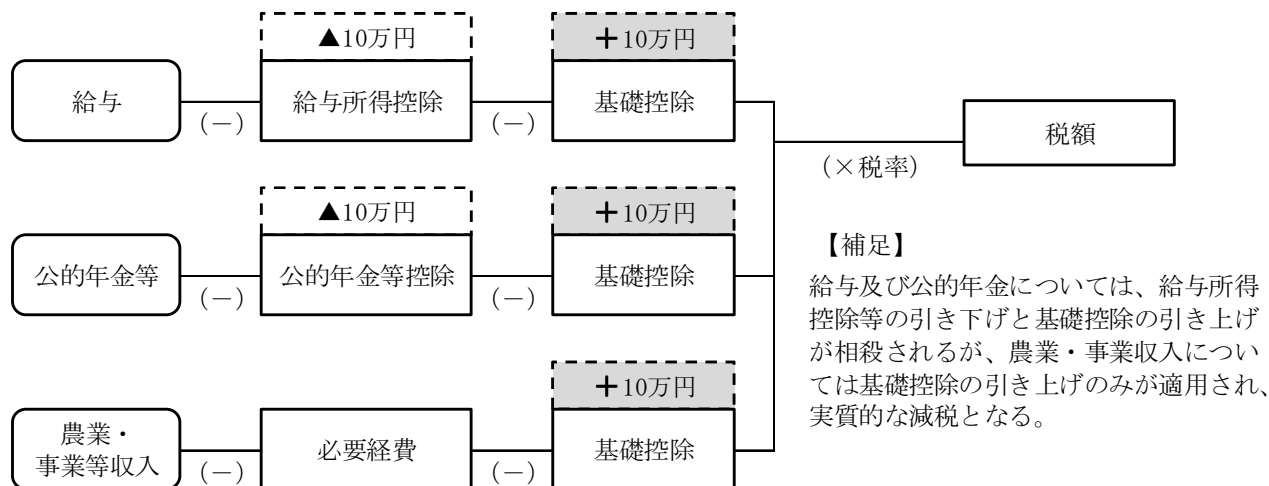 ▲10万円
+10万円
給与
(-)
給与所得控除
(-)
基礎控除
(×税率)
税額
▲10万円
+10万円
公的年金等
(-)
公的年金等控除
(-)
基礎控除
【補足】
給与及び公的年金については、給与所得
控除等の引き下げと基礎控除の引き上げ
が相殺されるが、農業・事業収入につい
ては基礎控除の引き上げのみが適用され、
実質的な減税となる。
+10万円
農業・
事業等収入
(-)
必要経費
(-)
基礎控除